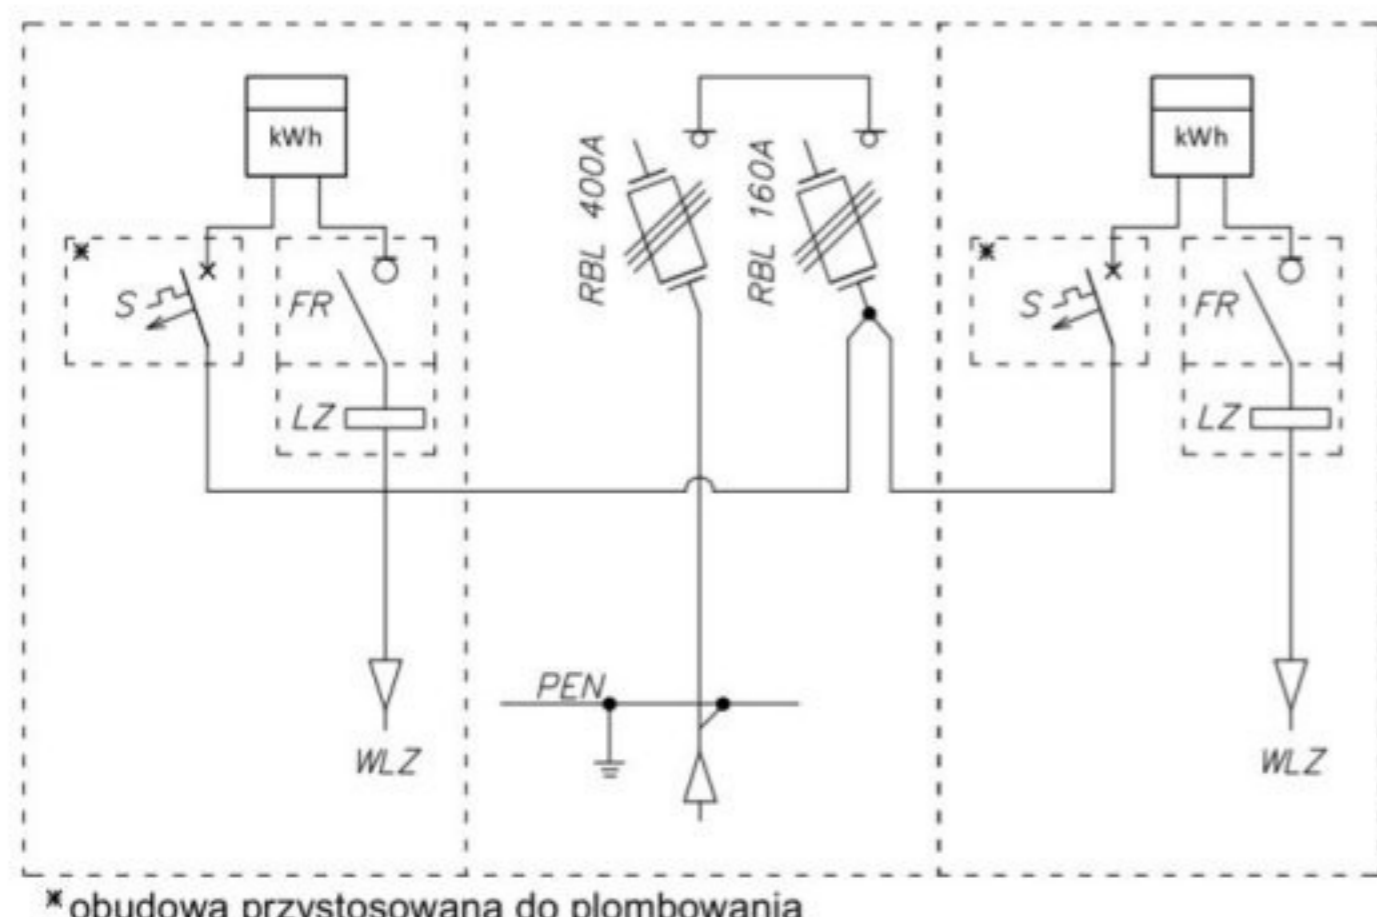 kWh
kWh
RBL 400A
RBL 160A
*
S
FR
LZ
*
S
FR
LZ
PEN
WLZ
WLZ
* obudowa przystosowana do plombowania